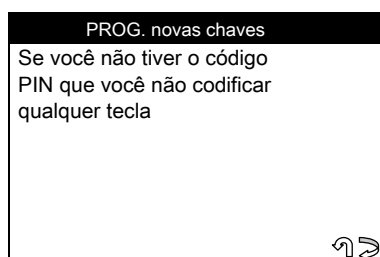 PROG. novas chaves
Se você não tiver o código
PIN que você não codificar
qualquer tecla